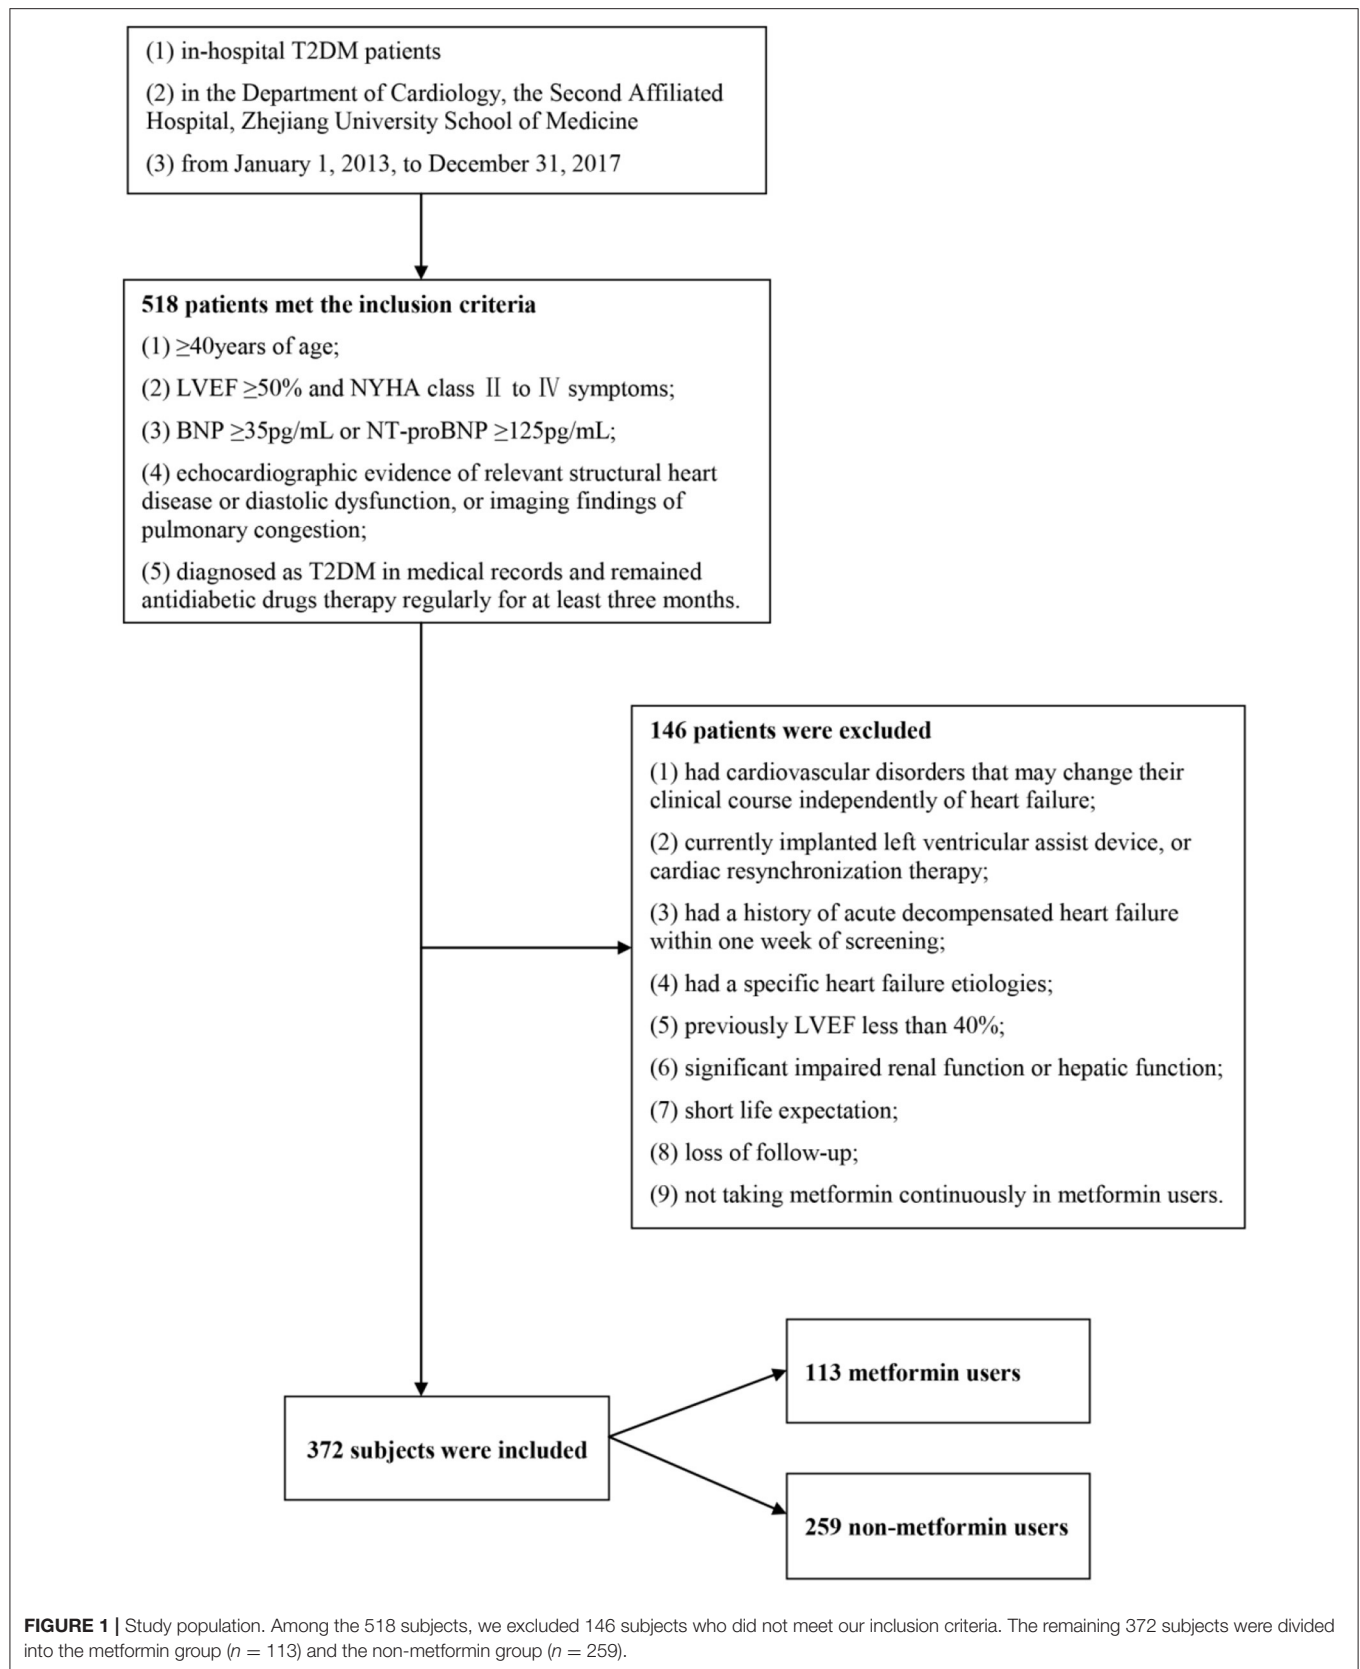 (1) in-hospital T2DM patients
(2) in the Department of Cardiology, the Second Affiliated
Hospital, Zhejiang University School of Medicine
(3) from January 1, 2013, to December 31, 2017
518 patients met the inclusion criteria
(1) ≥40years of age;
(2) LVEF ≥50% and NYHA class Ⅱ to Ⅳ symptoms;
(3) BNP ≥35pg/mL or NT-proBNP ≥125pg/mL;
(4) echocardiographic evidence of relevant structural heart
disease or diastolic dysfunction, or imaging findings of
pulmonary congestion;
(5) diagnosed as T2DM in medical records and remained
antidiabetic drugs therapy regularly for at least three months.
146 patients were excluded
(1) had cardiovascular disorders that may change their
clinical course independently of heart failure;
(2) currently implanted left ventricular assist device, or
cardiac resynchronization therapy;
(3) had a history of acute decompensated heart failure
within one week of screening;
(4) had a specific heart failure etiologies;
(5) previously LVEF less than 40%;
(6) significant impaired renal function or hepatic function;
(7) short life expectation;
(8) loss of follow-up;
(9) not taking metformin continuously in metformin users.
372 subjects were included
113 metformin users
259 non-metformin users
FIGURE 1 | Study population. Among the 518 subjects, we excluded 146 subjects who did not meet our inclusion criteria. The remaining 372 subjects were divided
into the metformin group (n = 113) and the non-metformin group (n = 259).